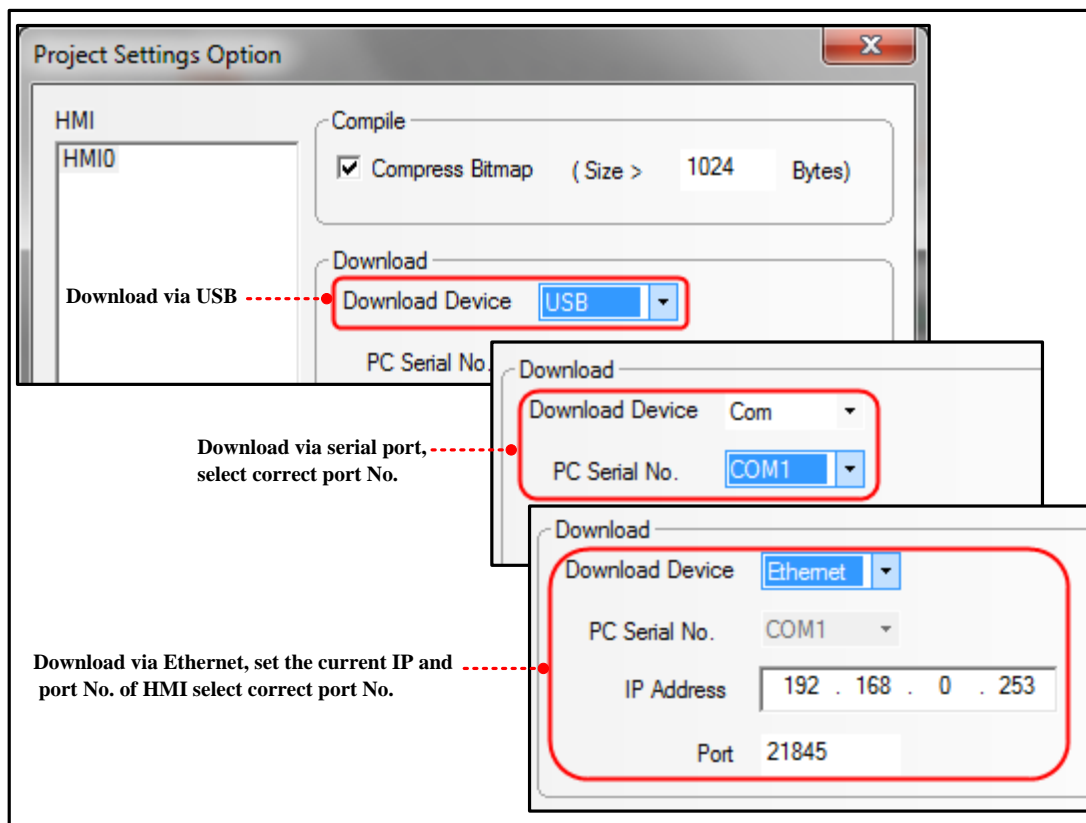 Project Settings Option
HMI
HMI0
Compile
Compress Bitmap ( Size > 1024 Bytes)
Download
Download via USB
Download Device USB
PC Serial No.
Download
Download Device Com
Download via serial port,
select correct port No.
PC Serial No. COM1
Download
Download Device Ethernet
PC Serial No. COM1
Download via Ethernet, set the current IP and
port No. of HMI select correct port No.
IP Address 192 . 168 . 0 . 253
Port 21845